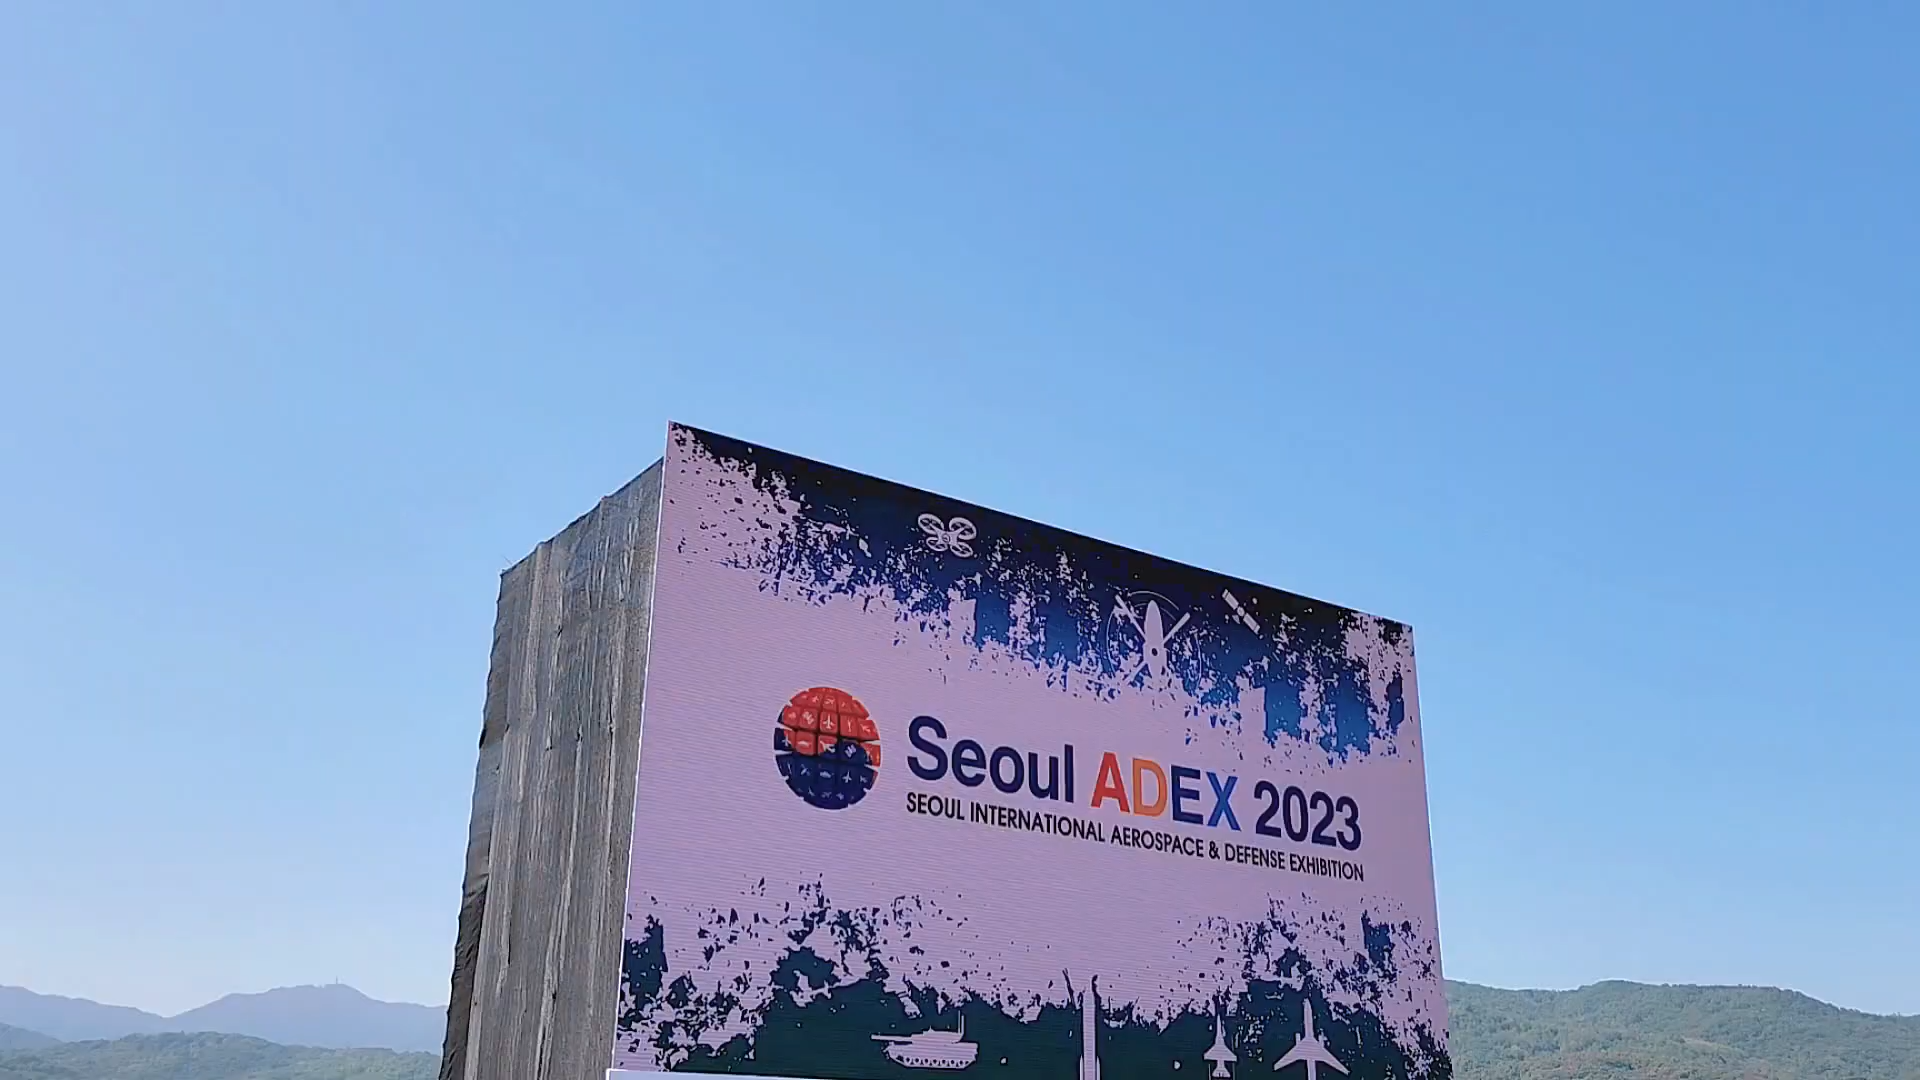 Seoul ADEX 2023
SEOUL INTERNATIONAL AEROSPACE & DEFENSE EXHIBITION